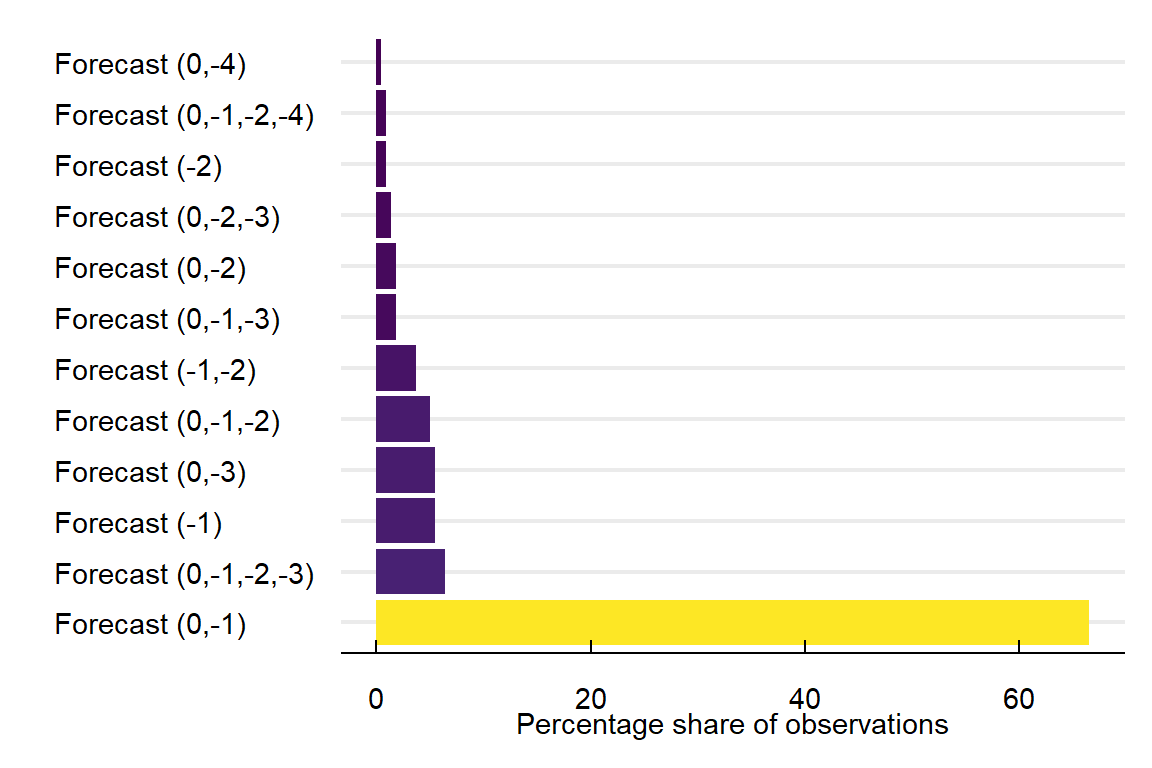 Forecast (0,-4)
Forecast (0,-1,-2,-4)
Forecast (-2)
Forecast (0,-2,-3)
Forecast (0,-2)
Forecast (0,-1,-3)
Forecast (-1,-2)
Forecast (0,-1,-2)
Forecast (0,-3)
Forecast (-1)
Forecast (0,-1,-2,-3)
Forecast (0,-1)
0 20 40 60
Percentage share of observations